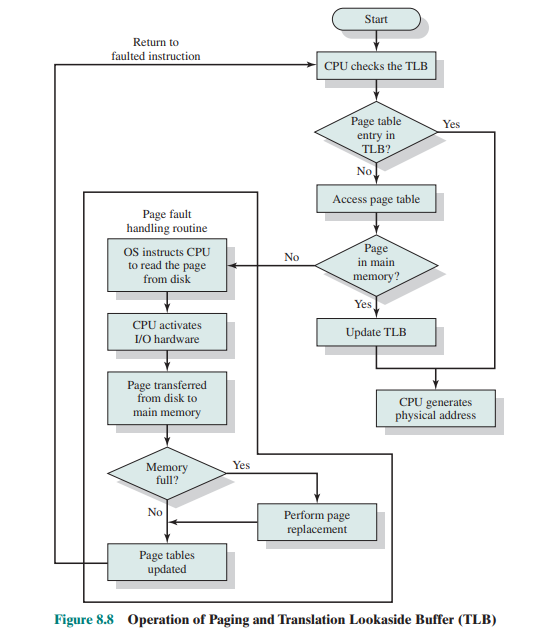 Start
Return to
faulted instruction
CPU checks the TLB
Page table
entry in
TLB?
Yes
No
Access page table
Page fault
handling routine
OS instructs CPU
to read the page
from disk
No
Page
in main
memory?
Yes
CPU activates
I/O hardware
Update TLB
Page transferred
from disk to
main memory
CPU generates
physical address
Memory
full?
Yes
No
Perform page
replacement
Page tables
updated
Figure 8.8 Operation of Paging and Translation Lookaside Buffer (TLB)